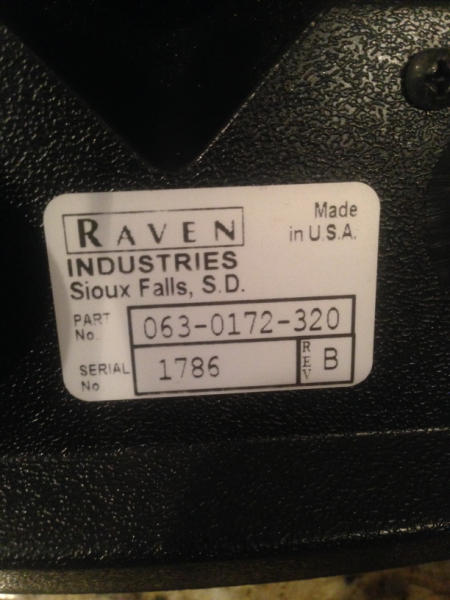 RAVEN
Made
in U.S.A.
INDUSTRIES
Sioux Falls, S.D.
PART
No. 063-0172-320
SERIAL
No 1786 REV B